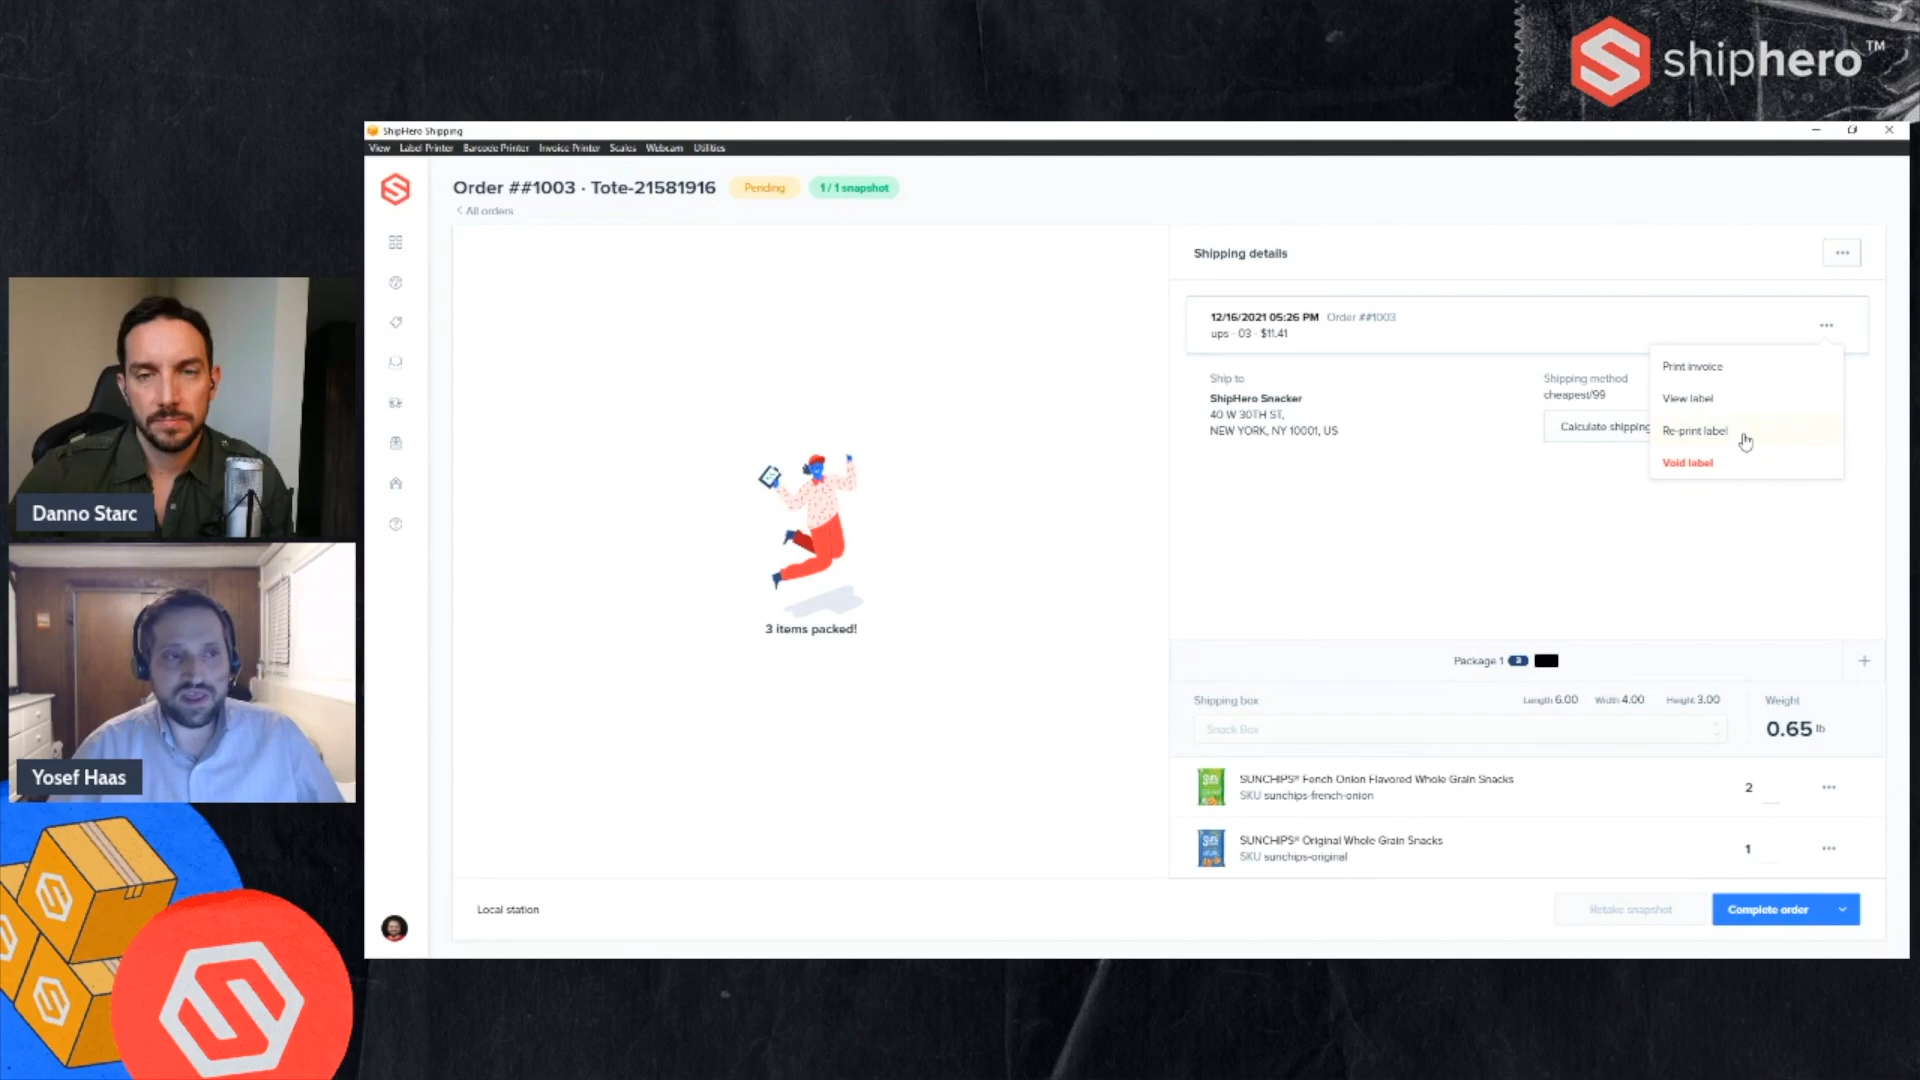 shiphero™
ShipHero Shipping
View Label Printer Barcode Printer Invoice Printer Scales Webcam Utilities
Order ##1003 · Tote-21581916 Pending 1 / 1 snapshot
< All orders
Shipping details
12/16/2021 05:26 PM Order ##1003
ups - 03 - $11.41
Print invoice
View label
Re-print label
Void label
Ship to
ShipHero Snacker
40 W 30TH ST,
NEW YORK, NY 10001, US
Shipping method
cheapest/99
Calculate shipping
Danno Starc
Yosef Haas
3 items packed!
Package 1 3
Shipping box Length 6.00 Width 4.00 Height 3.00 Weight
Snack Box 0.65 lb
SUNCHIPS® Fench Onion Flavored Whole Grain Snacks
SKU sunchips-french-onion
2
SUNCHIPS® Original Whole Grain Snacks
SKU sunchips-original
1
Local station
Retake snapshot
Complete order